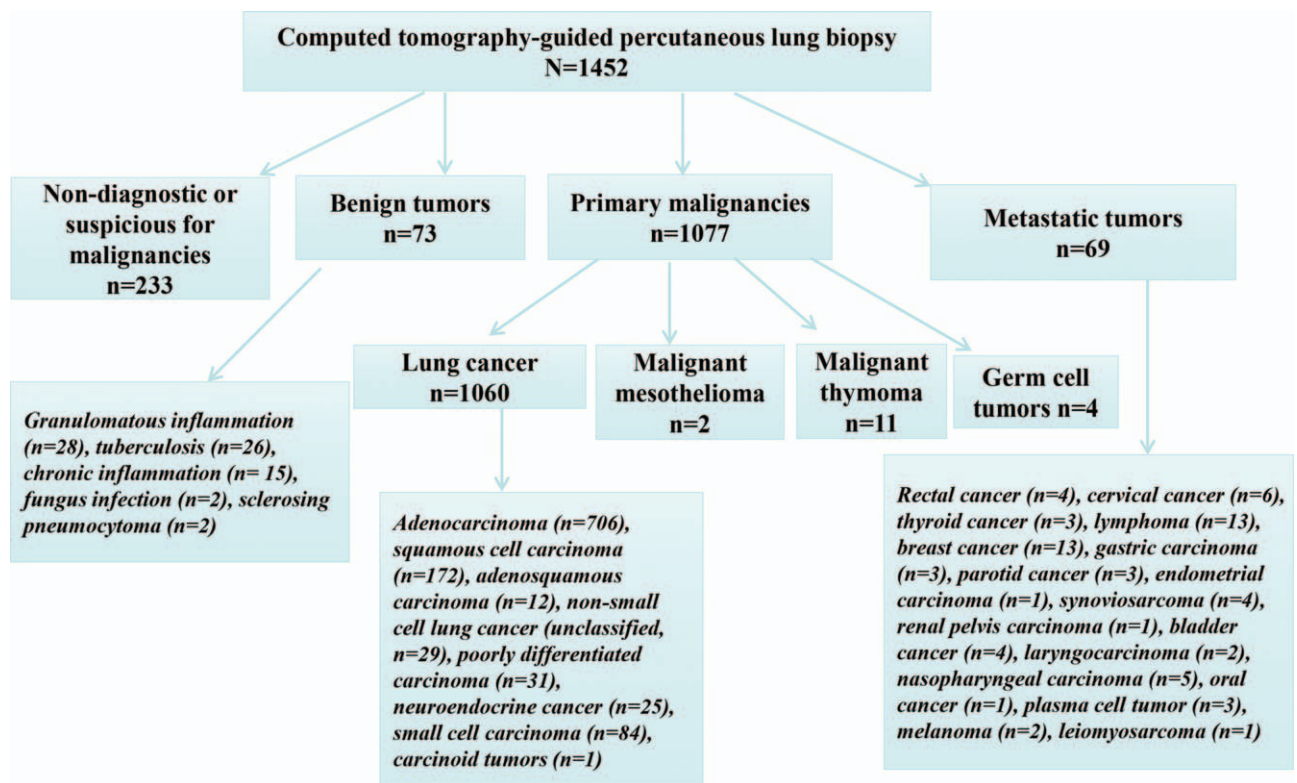 Computed tomography-guided percutaneous lung biopsy
N=1452
Non-diagnostic or
suspicious for
malignancies
n=233
Benign tumors
n=73
Primary malignancies
n=1077
Metastatic tumors
n=69
Lung cancer
n=1060
Malignant
mesothelioma
n=2
Malignant
thymoma
n=11
Germ cell
tumors n=4
Granulomatous inflammation
(n=28), tuberculosis (n=26),
chronic inflammation (n= 15),
fungus infection (n=2), sclerosing
pneumocytoma (n=2)
Adenocarcinoma (n=706),
squamous cell carcinoma
(n=172), adenosquamous
carcinoma (n=12), non-small
cell lung cancer (unclassified,
n=29), poorly differentiated
carcinoma (n=31),
neuroendocrine cancer (n=25),
small cell carcinoma (n=84),
carcinoid tumors (n=1)
Rectal cancer (n=4), cervical cancer (n=6),
thyroid cancer (n=3), lymphoma (n=13),
breast cancer (n=13), gastric carcinoma
(n=3), parotid cancer (n=3), endometrial
carcinoma (n=1), synoviosarcoma (n=4),
renal pelvis carcinoma (n=1), bladder
cancer (n=4), laryngocarcinoma (n=2),
nasopharyngeal carcinoma (n=5), oral
cancer (n=1), plasma cell tumor (n=3),
melanoma (n=2), leiomyosarcoma (n=1)